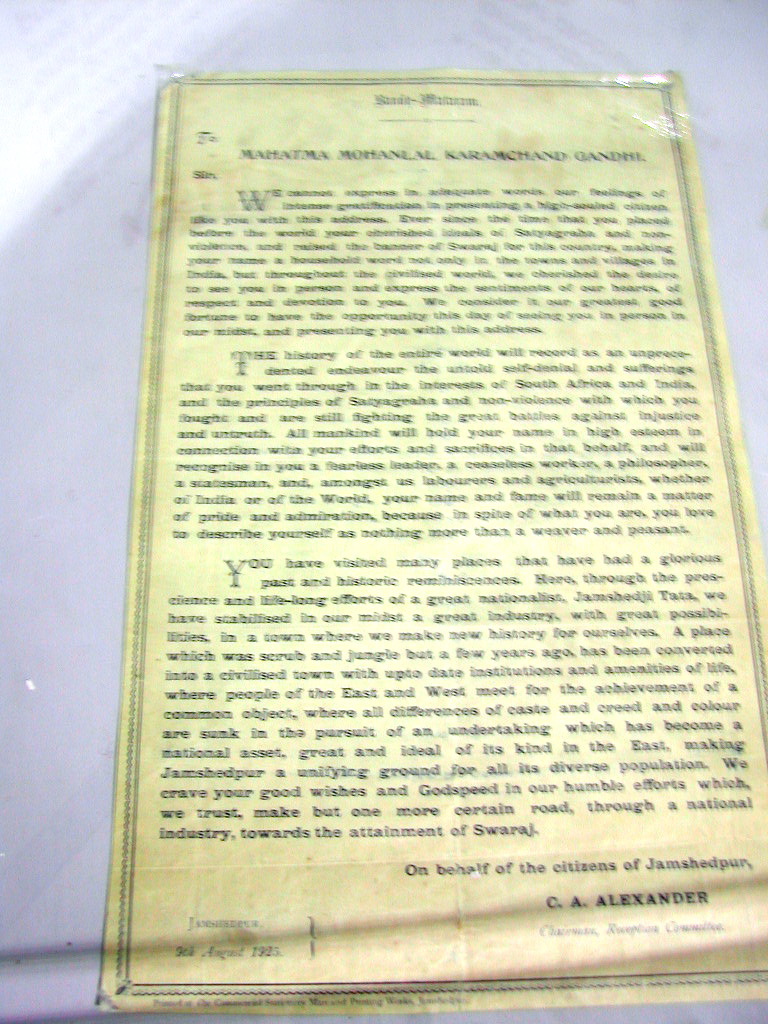 Bande-Mataram.
To
MAHATMA MOHANLAL KARAMCHAND GANDHI.
Sir,
WE cannot express in adequate words our feelings of
intense gratification in presenting a high-souled citizen
like you with this address. Ever since the time that you placed
before the world your cherished ideals of Satyagraha and non-
violence, and raised the banner of Swaraj for this country, making
your name a household word not only in the towns and villages in
India, but throughout the civilised world, we cherished the desire
to see you in person and express the sentiments of our hearts, of
respect and devotion to you. We consider it our greatest good
fortune to have the opportunity this day of seeing you in person in
our midst, and presenting you with this address.
THE history of the entire world will record as an unprece-
dented endeavour the untold self-denial and sufferings
that you went through in the interests of South Africa and India,
and the principles of Satyagraha and non-violence with which you
fought and are still fighting the great battles against injustice
and untruth. All mankind will hold your name in high esteem in
connection with your efforts and sacrifices in that behalf, and will
recognise in you a fearless leader, a ceaseless worker, a philosopher,
a statesman, and, amongst us labourers and agriculturists, whether
of India or of the World, your name and fame will remain a matter
of pride and admiration, because in spite of what you are, you love
to describe yourself as nothing more than a weaver and peasant.
YOU have visited many places that have had a glorious
past and historic reminiscences. Here, through the pres-
cience and life-long efforts of a great nationalist, Jamshedji Tata, we
have stabilised in our midst a great industry, with great possibi-
lities, in a town where we make new history for ourselves. A place
which was scrub and jungle but a few years ago, has been converted
into a civilised town with upto date institutions and amenities of life,
where people of the East and West meet for the achievement of a
common object, where all differences of caste and creed and colour
are sunk in the pursuit of an undertaking which has become a
national asset, great and ideal of its kind in the East, making
Jamshedpur a unifying ground for all its diverse population. We
crave your good wishes and Godspeed in our humble efforts which,
we trust, make but one more certain road, through a national
industry, towards the attainment of Swaraj.
On behalf of the citizens of Jamshedpur,
C. A. ALEXANDER
Chairman, Reception Committee.
JAMSHEDPUR,
9th August 1925.
Printed at the Commercial Stationery Mart and Printing Works, Jamshedpur.